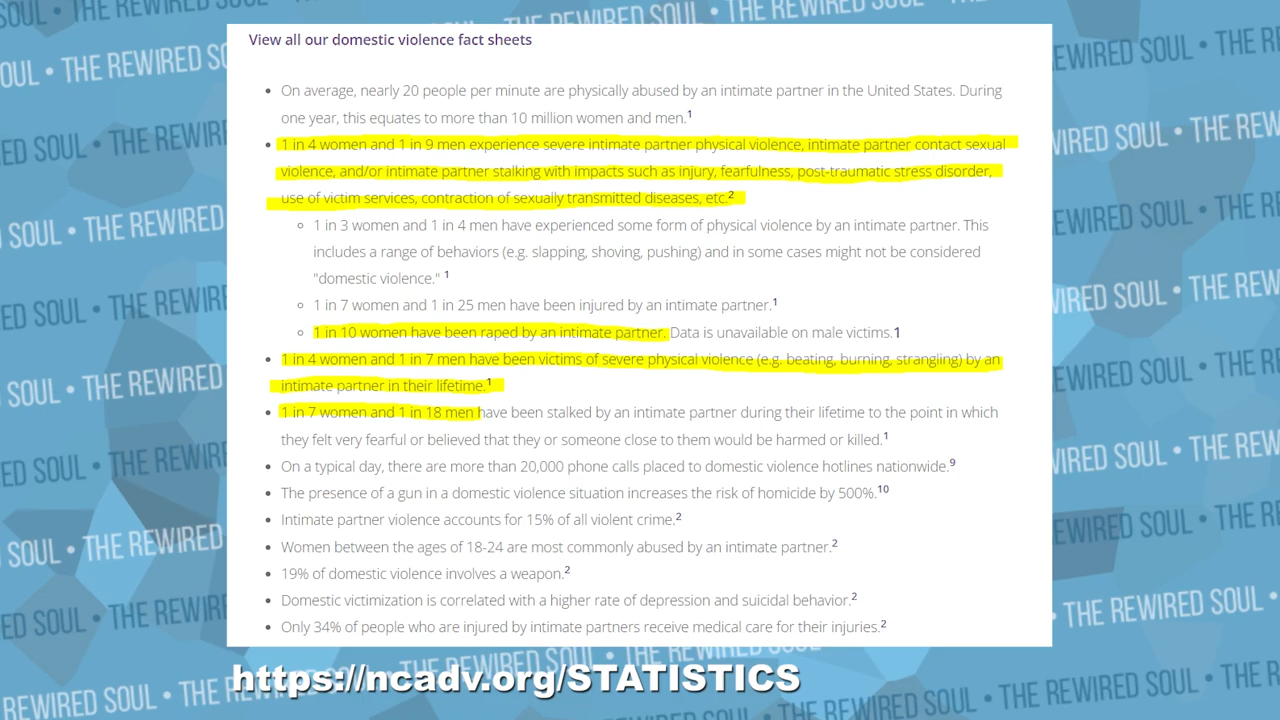 View all our domestic violence fact sheets
On average, nearly 20 people per minute are physically abused by an intimate partner in the United States. During
one year, this equates to more than 10 million women and men.1
1 in 4 women and 1 in 9 men experience severe intimate partner physical violence, intimate partner contact sexual
violence, and/or intimate partner stalking with impacts such as injury, fearfulness, post-traumatic stress disorder,
use of victim services, contraction of sexually transmitted diseases, etc.2
1 in 3 women and 1 in 4 men have experienced some form of physical violence by an intimate partner. This
includes a range of behaviors (e.g. slapping, shoving, pushing) and in some cases might not be considered
"domestic violence." 1
1 in 7 women and 1 in 25 men have been injured by an intimate partner.1
1 in 10 women have been raped by an intimate partner. Data is unavailable on male victims.1
1 in 4 women and 1 in 7 men have been victims of severe physical violence (e.g. beating, burning, strangling) by an
intimate partner in their lifetime.1
1 in 7 women and 1 in 18 men have been stalked by an intimate partner during their lifetime to the point in which
they felt very fearful or believed that they or someone close to them would be harmed or killed.1
On a typical day, there are more than 20,000 phone calls placed to domestic violence hotlines nationwide.9
The presence of a gun in a domestic violence situation increases the risk of homicide by 500%.10
Intimate partner violence accounts for 15% of all violent crime.2
Women between the ages of 18-24 are most commonly abused by an intimate partner.2
19% of domestic violence involves a weapon.2
Domestic victimization is correlated with a higher rate of depression and suicidal behavior.2
Only 34% of people who are injured by intimate partners receive medical care for their injuries.2
https://ncadv.org/STATISTICS
THE REWIRED SOUL • THE REWIRED SOUL •